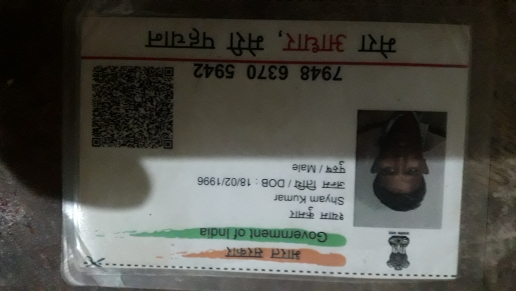 भारत सरकार
Government of India
श्याम कुमार
Shyam Kumar
जन्म तिथि / DOB : 18/02/1996
पुरुष / Male
7948 6370 5942
मेरा आधार, मेरी पहचान